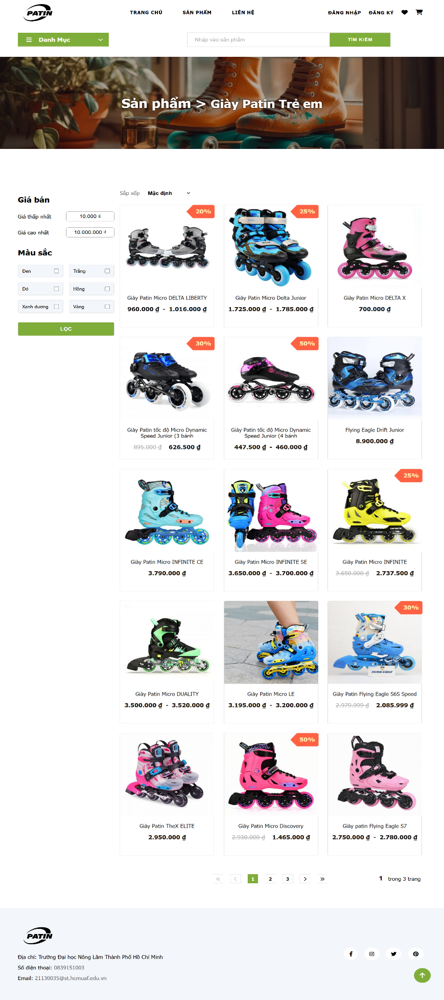 PATIN
TRANG CHỦ
SẢN PHẨM
LIÊN HỆ
ĐĂNG NHẬP
ĐĂNG KÝ
Danh Mục
Nhập vào sản phẩm
TÌM KIẾM
Sản phẩm > Giày Patin Trẻ em
Giá bán
Giá thấp nhất
10.000 ₫
Giá cao nhất
10.000.000 ₫
Màu sắc
Đen
Trắng
Đỏ
Hồng
Xanh dương
Vàng
LỌC
Sắp xếp
Mặc định
20%
25%
Giày Patin Micro DELTA LIBERTY
960.000 ₫ - 1.016.000 ₫
Giày Patin Micro Delta Junior
1.725.000 ₫ - 1.785.000 ₫
Giày Patin Micro DELTA X
700.000 ₫
30%
50%
Giày Patin tốc độ Micro Dynamic
Speed Junior (3 bánh
895.000 ₫ 626.500 ₫
Giày Patin tốc độ Micro Dynamic
Speed Junior (4 bánh
447.500 ₫ - 460.000 ₫
Flying Eagle Drift Junior
8.900.000 ₫
25%
Giày Patin Micro INFINITE CE
3.790.000 ₫
Giày Patin Micro INFINITE SE
3.650.000 ₫ - 3.700.000 ₫
Giày Patin Micro INFINITE
3.650.000 ₫ 2.737.500 ₫
30%
FLYING EAGLE
Giày Patin Micro DUALITY
3.500.000 ₫ - 3.520.000 ₫
Giày Patin Micro LE
3.195.000 ₫ - 3.200.000 ₫
Giày Patin Flying Eagle S6S Speed
2.979.999 ₫ 2.085.999 ₫
50%
Giày Patin TheX ELITE
2.950.000 ₫
Giày Patin Micro Discovery
2.930.000 ₫ 1.465.000 ₫
Giày patin Flying Eagle S7
2.750.000 ₫ - 2.780.000 ₫
« ‹ 1 2 3 › »
1 trong 3 trang
PATIN
Địa chỉ: Trường Đại học Nông Lâm Thành Phố Hồ Chí Minh
Số điện thoại: 0839151003
Email: 21130035@st.hcmuaf.edu.vn